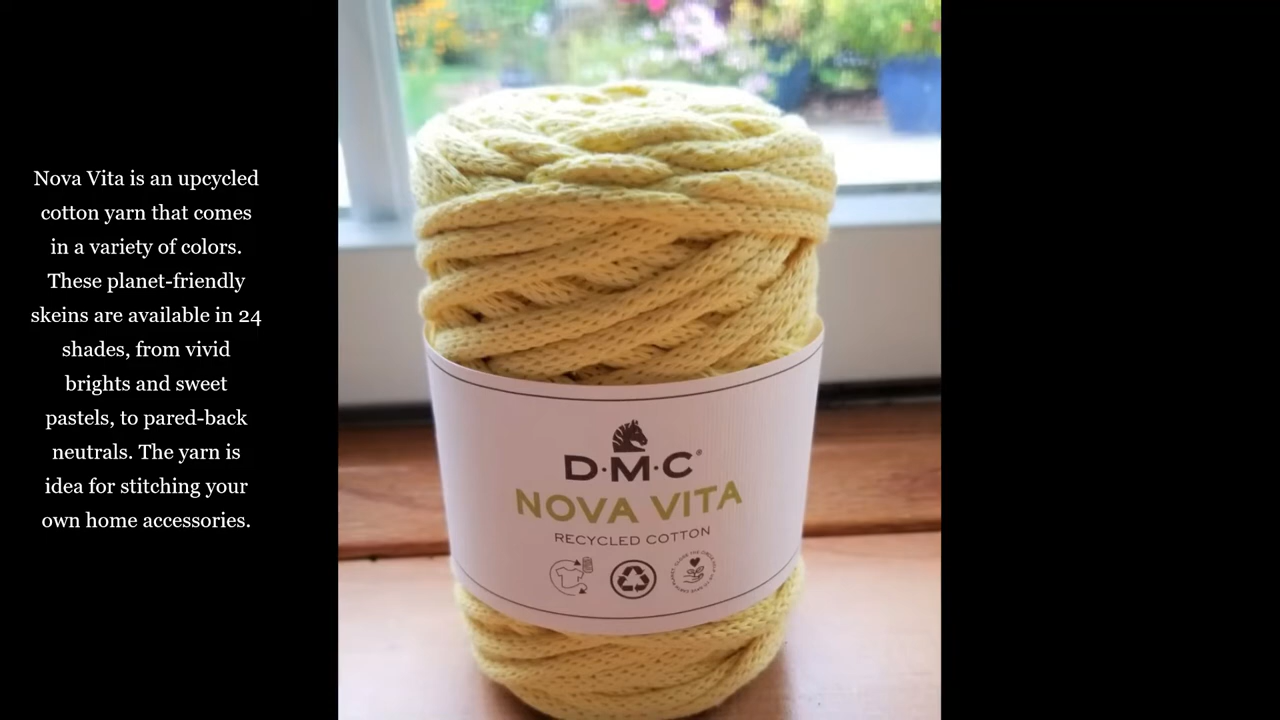 Nova Vita is an upcycled
cotton yarn that comes
in a variety of colors.
These planet-friendly
skeins are available in 24
shades, from vivid
brights and sweet
pastels, to pared-back
neutrals. The yarn is
idea for stitching your
own home accessories.
D·M·C®
NOVA VITA
RECYCLED COTTON